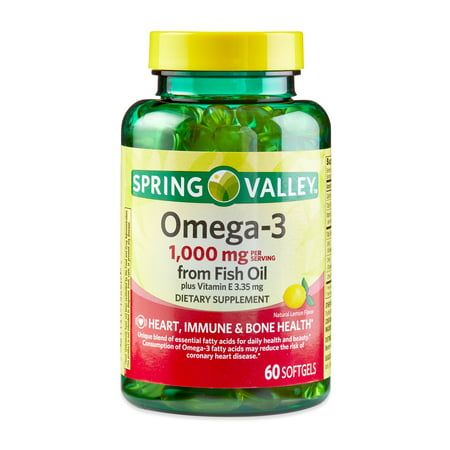 SPRING VALLEY™
Omega-3
1,000 mg PER SERVING
from Fish Oil
plus Vitamin E 3.35 mg
DIETARY SUPPLEMENT
Natural Lemon Flavor
HEART, IMMUNE & BONE HEALTH*
Unique blend of essential fatty acids for daily health and beauty.*
Consumption of Omega-3 fatty acids may reduce the risk of
coronary heart disease.*
60 SOFTGELS